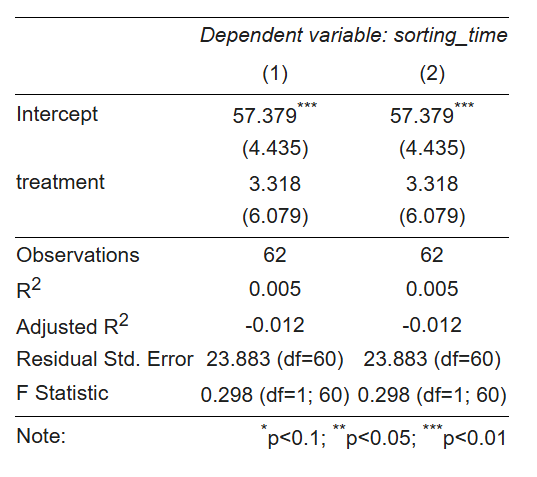 Dependent variable: sorting_time
(1) (2)
Intercept 57.379*** 57.379***
(4.435) (4.435)
treatment 3.318 3.318
(6.079) (6.079)
Observations 62 62
R2 0.005 0.005
Adjusted R2 -0.012 -0.012
Residual Std. Error 23.883 (df=60) 23.883 (df=60)
F Statistic 0.298 (df=1; 60) 0.298 (df=1; 60)
Note: *p<0.1; **p<0.05; ***p<0.01